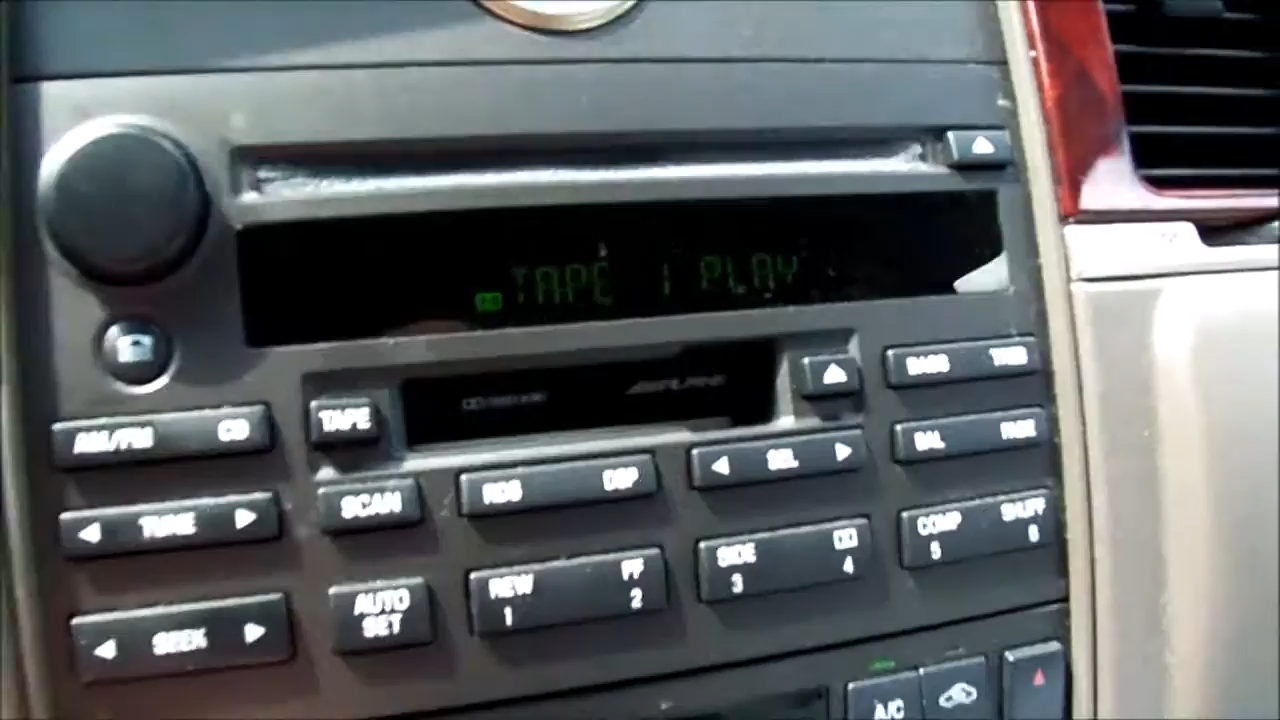 TAPE 1 PLAY
ALPINE
BASS TREB
AM/FM CD
TAPE
BAL FADE
◀ SEL ▶
RDS DSP
SCAN
◀ TUNE ▶
COMP SHUFF
5 6
SIDE
3 4
REW FF
1 2
AUTO
SET
◀ SEEK ▶
A/C